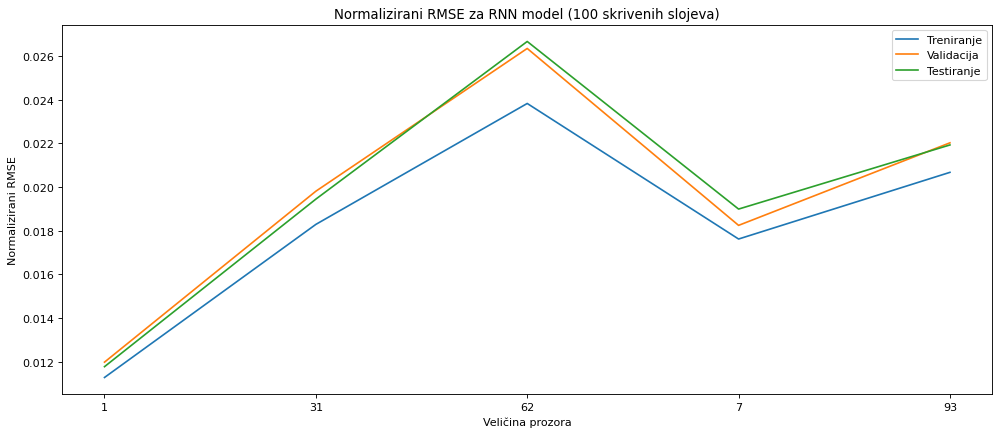 Normalizirani RMSE za RNN model (100 skrivenih slojeva)
Treniranje
Validacija
Testiranje
Normalizirani RMSE
0.026
0.024
0.022
0.020
0.018
0.016
0.014
0.012
1 31 62 7 93
Veličina prozora